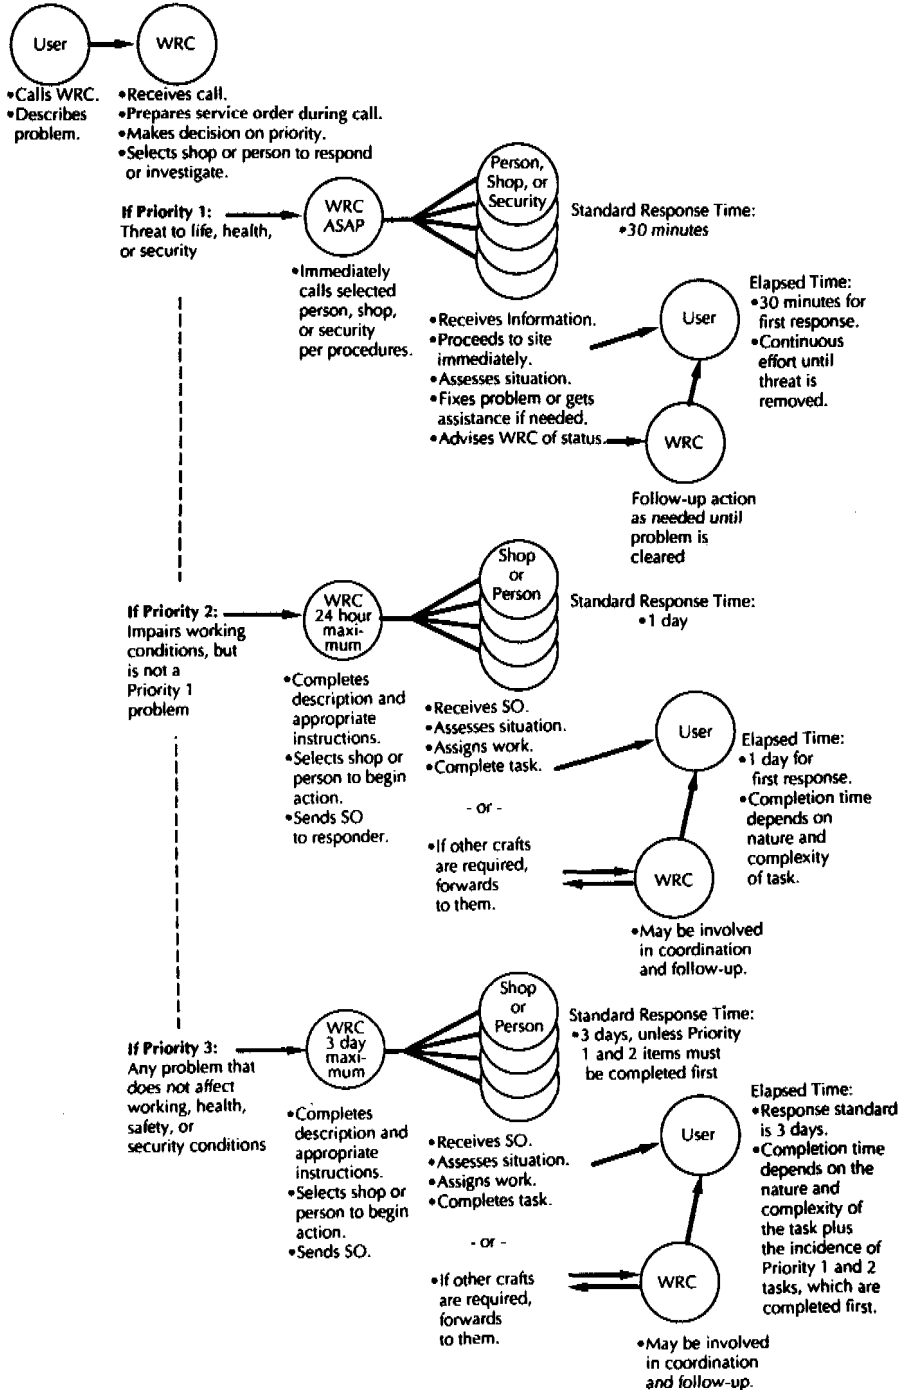 User
WRC
•Calls WRC.
•Describes
problem.
•Receives call.
•Prepares service order during call.
•Makes decision on priority.
•Selects shop or person to respond
or investigate.
If Priority 1:
Threat to life, health,
or security
WRC
ASAP
•Immediately
calls selected
person, shop,
or security
per procedures.
Person,
Shop, or
Security
Standard Response Time:
•30 minutes
•Receives Information.
•Proceeds to site
immediately.
•Assesses situation.
•Fixes problem or gets
assistance if needed.
•Advises WRC of status.
User
Elapsed Time:
•30 minutes for
first response.
•Continuous
effort until
threat is
removed.
WRC
Follow-up action
as needed until
problem is
cleared
If Priority 2:
Impairs working
conditions, but
is not a
Priority 1
problem
WRC
24 hour
maxi-
mum
•Completes
description and
appropriate
instructions.
•Selects shop or
person to begin
action.
•Sends SO
to responder.
Shop
or
Person
Standard Response Time:
•1 day
•Receives SO.
•Assesses situation.
•Assigns work.
•Complete task.
- or -
•If other crafts
are required,
forwards
to them.
User
Elapsed Time:
•1 day for
first response.
•Completion time
depends on
nature and
complexity
of task.
WRC
•May be involved
in coordination
and follow-up.
If Priority 3:
Any problem that
does not affect
working, health,
safety, or
security conditions
WRC
3 day
maxi-
mum
•Completes
description and
appropriate
instructions.
•Selects shop or
person to begin
action.
•Sends SO.
Shop
or
Person
Standard Response Time:
•3 days, unless Priority
1 and 2 items must
be completed first
•Receives SO.
•Assesses situation.
•Assigns work.
•Completes task.
- or -
•If other crafts
are required,
forwards
to them.
User
Elapsed Time:
•Response standard
is 3 days.
•Completion time
depends on the
nature and
complexity of
the task plus
the incidence of
Priority 1 and 2
tasks, which are
completed first.
WRC
•May be involved
in coordination
and follow-up.